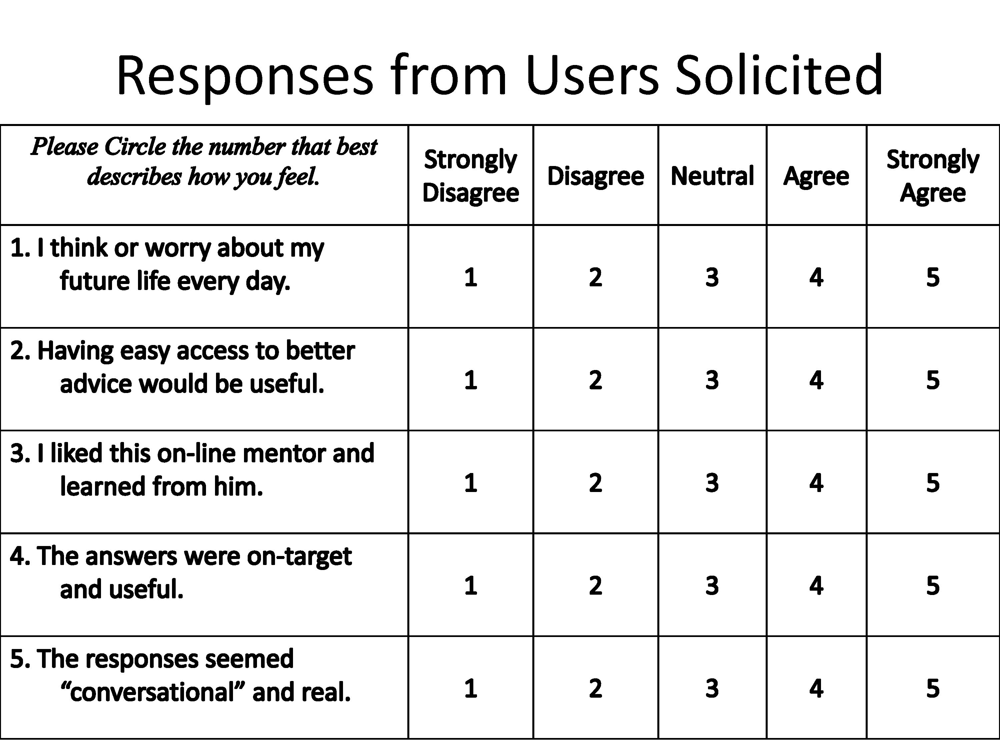 Responses from Users Solicited
Please Circle the number that best
describes how you feel.
Strongly
Disagree
Disagree
Neutral
Agree
Strongly
Agree
1. I think or worry about my
future life every day.
1 2 3 4 5
2. Having easy access to better
advice would be useful.
1 2 3 4 5
3. I liked this on-line mentor and
learned from him.
1 2 3 4 5
4. The answers were on-target
and useful.
1 2 3 4 5
5. The responses seemed
“conversational” and real.
1 2 3 4 5